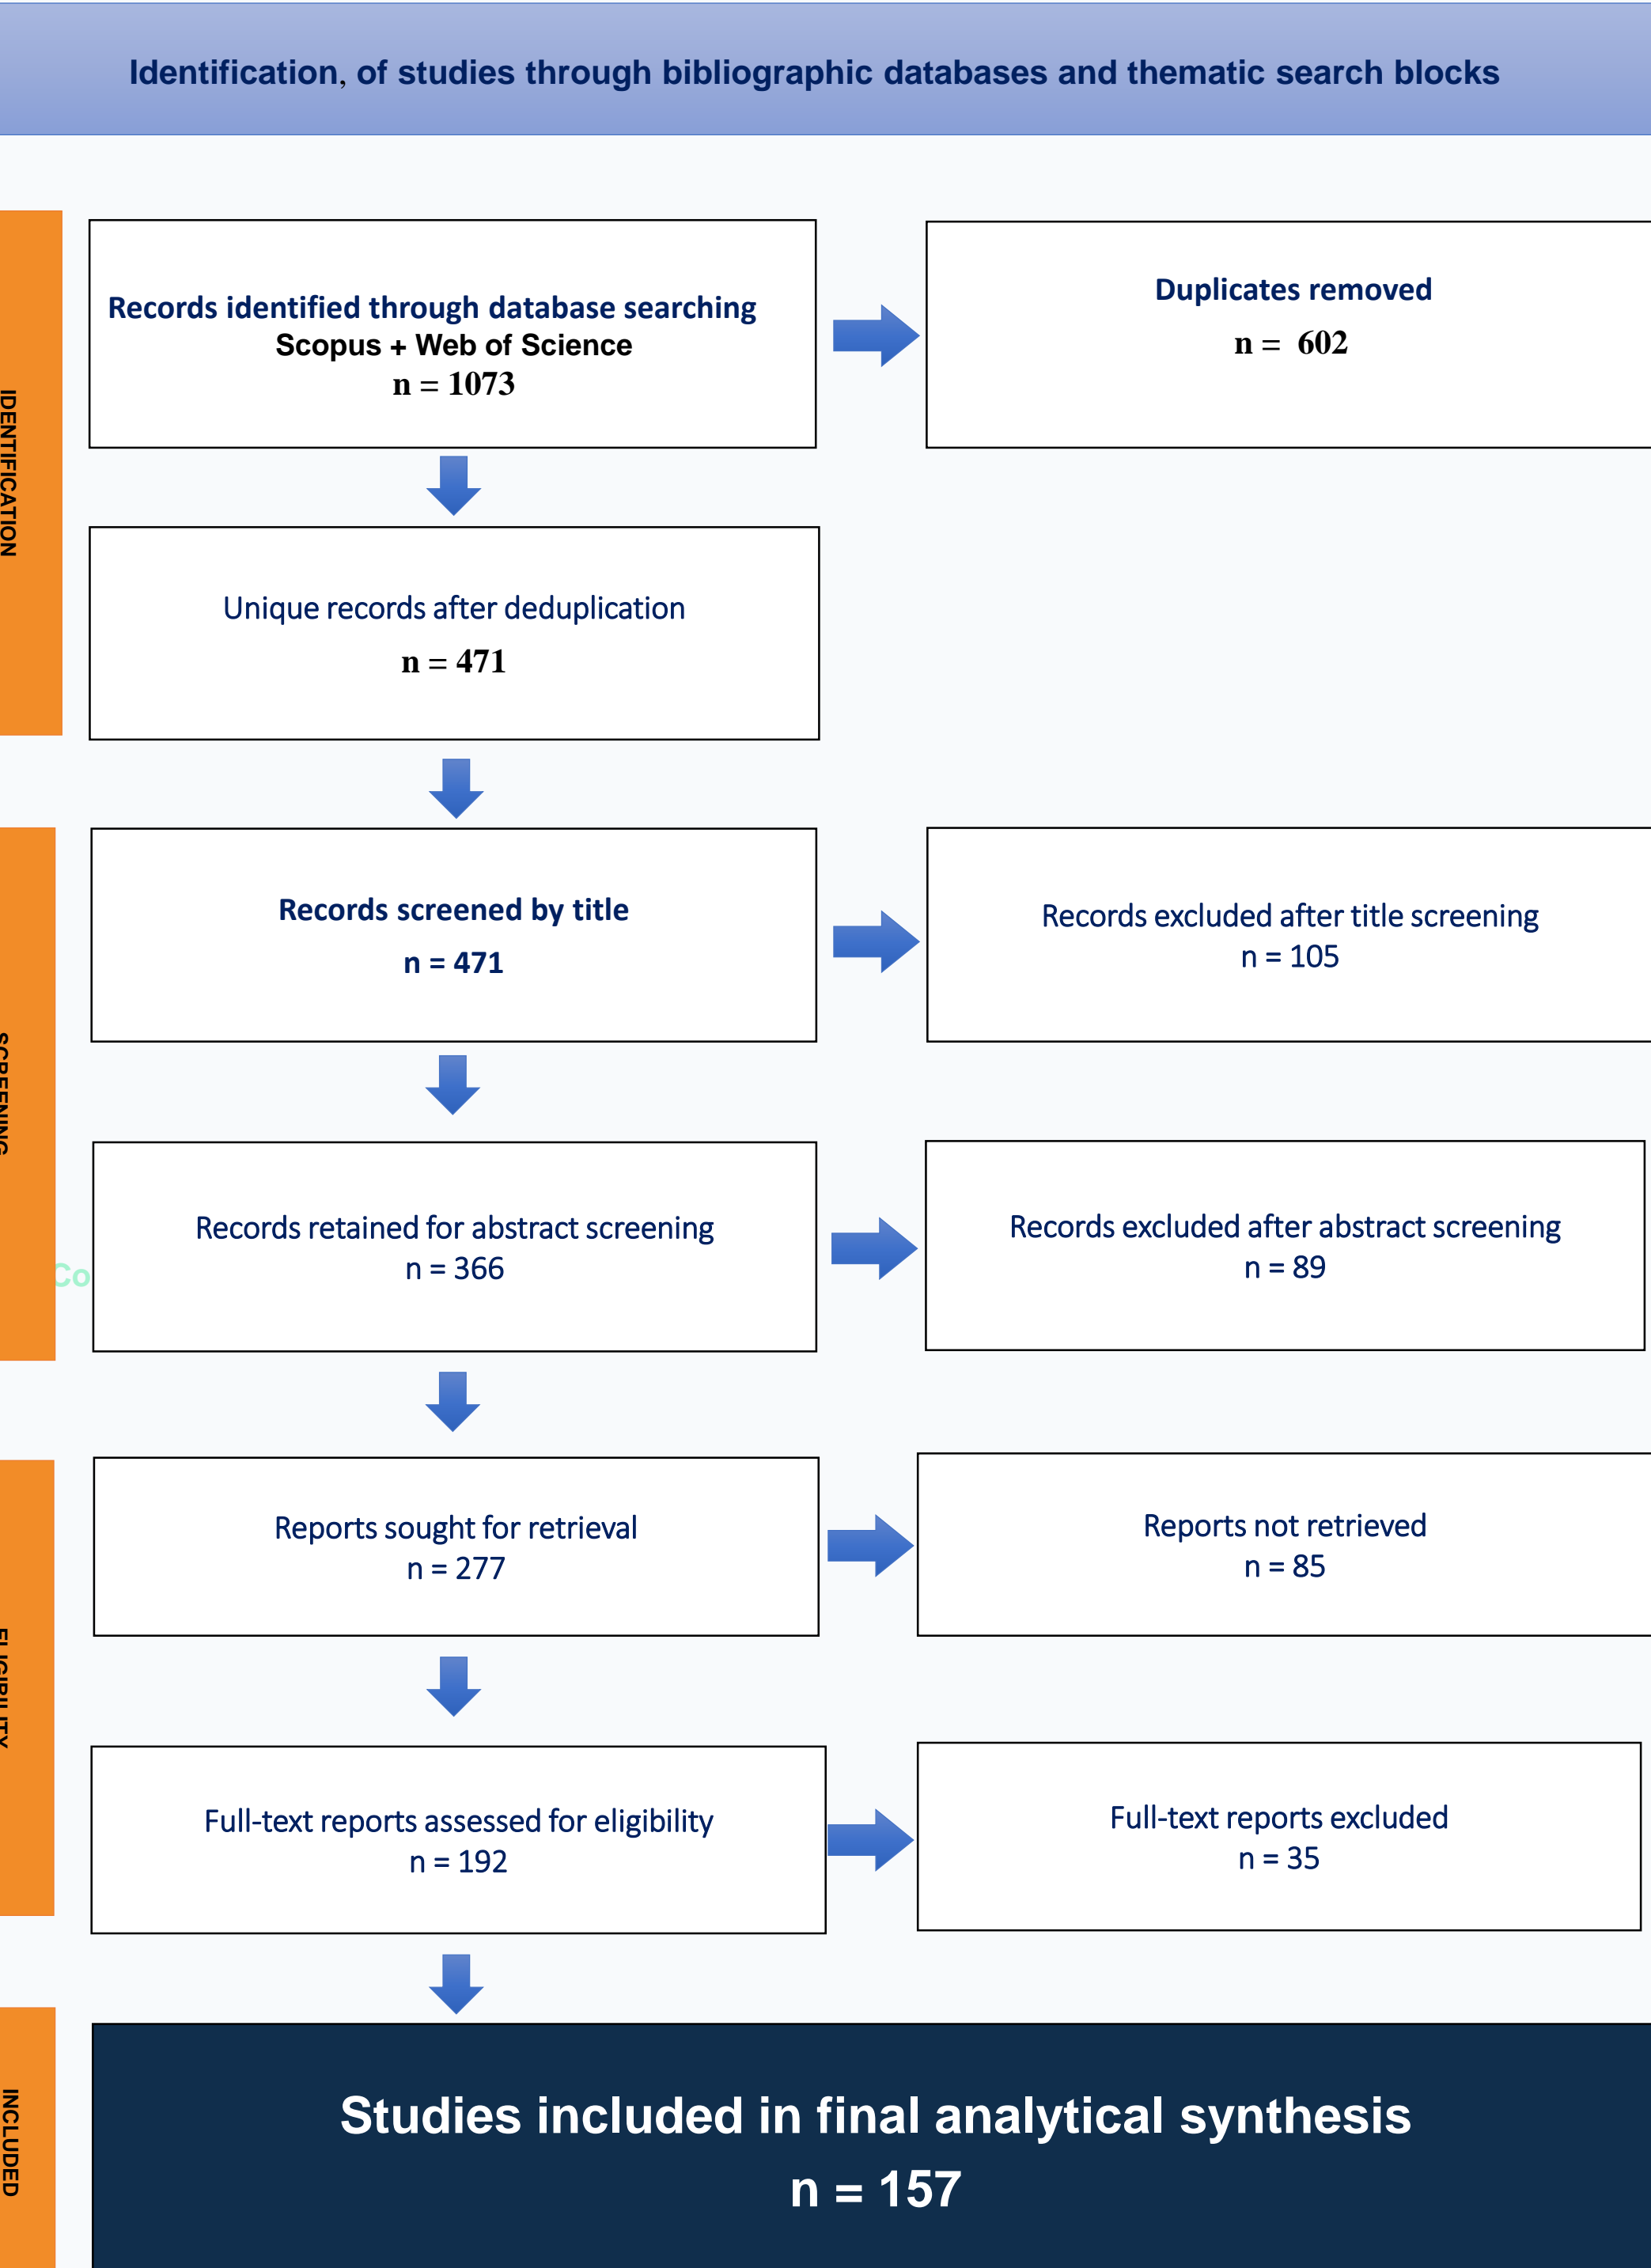 Identification, of studies through bibliographic databases and thematic search blocks
IDENTIFICATION
Records identified through database searching
Scopus + Web of Science
n = 1073
Duplicates removed
n = 602
Unique records after deduplication
n = 471
SCREENING
Records screened by title
n = 471
Records excluded after title screening
n = 105
Records retained for abstract screening
n = 366
Records excluded after abstract screening
n = 89
Co
ELIGIBILITY
Reports sought for retrieval
n = 277
Reports not retrieved
n = 85
Full-text reports assessed for eligibility
n = 192
Full-text reports excluded
n = 35
INCLUDED
Studies included in final analytical synthesis
n = 157